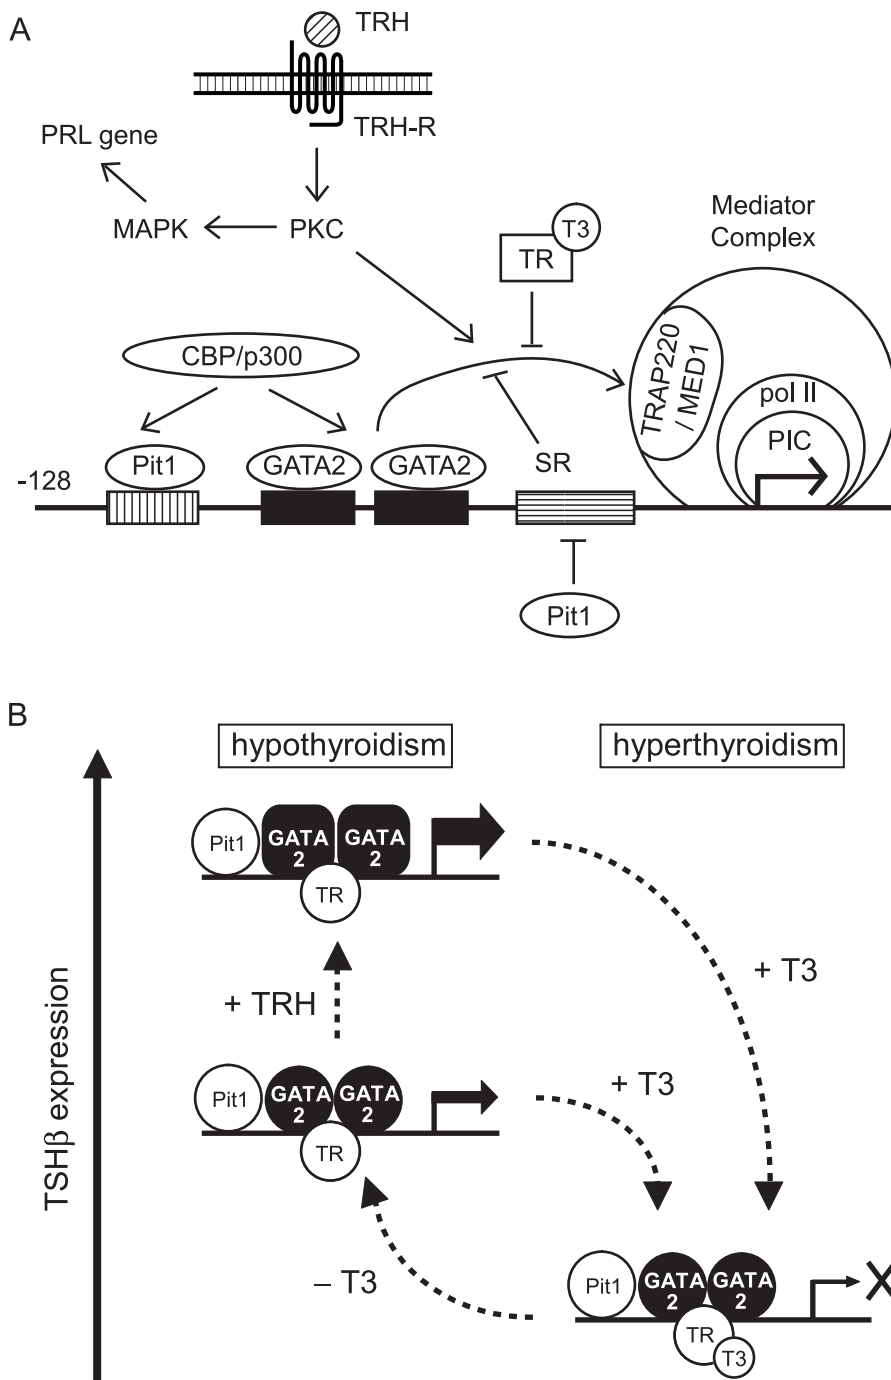 A
TRH
TRH-R
PRL gene
MAPK
PKC
T3
TR
Mediator
Complex
CBP/p300
TRAP220
/ MED1
pol II
PIC
Pit1
GATA2
GATA2
SR
-128
Pit1
B
hypothyroidism
hyperthyroidism
TSHβ expression
Pit1
GATA
2
GATA
2
TR
+ TRH
+ T3
Pit1
GATA
2
GATA
2
TR
+ T3
– T3
Pit1
GATA
2
GATA
2
TR
T3
X